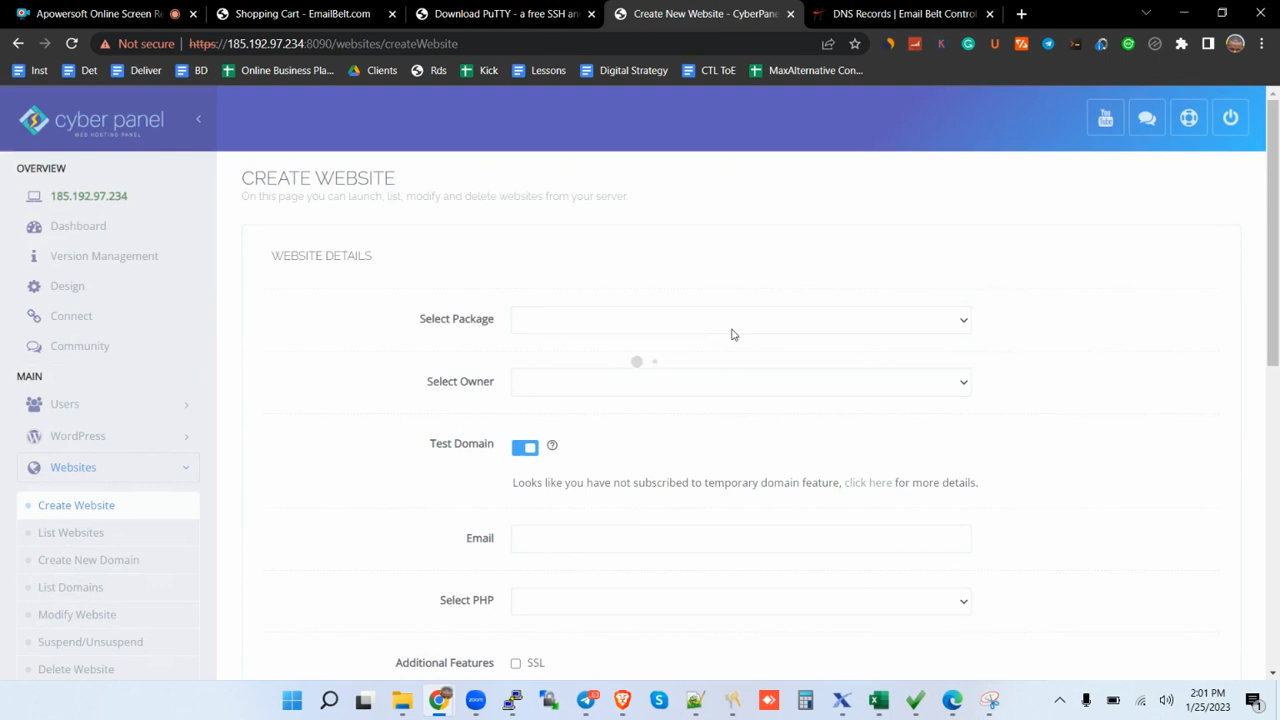 Apowersoft Online Screen Re
Shopping Cart - EmailBelt.com
Download PuTTY - a free SSH an
Create New Website - CyberPane
DNS Records | Email Belt Control
Not secure
https://185.192.97.234:8090/websites/createWebsite
Inst
Det
Deliver
BD
Online Business Pla...
Clients
Rds
Kick
Lessons
Digital Strategy
CTL ToE
MaxAlternative Con...
cyber panel
WEB HOSTING PANEL
You
Tube
OVERVIEW
185.192.97.234
Dashboard
Version Management
Design
Connect
Community
MAIN
Users
WordPress
Websites
Create Website
List Websites
Create New Domain
List Domains
Modify Website
Suspend/Unsuspend
Delete Website
CREATE WEBSITE
On this page you can launch, list, modify and delete websites from your server.
WEBSITE DETAILS
Select Package
Select Owner
Test Domain
Looks like you have not subscribed to temporary domain feature, click here for more details.
Email
Select PHP
Additional Features
SSL
zoom
2:01 PM
1/25/2023